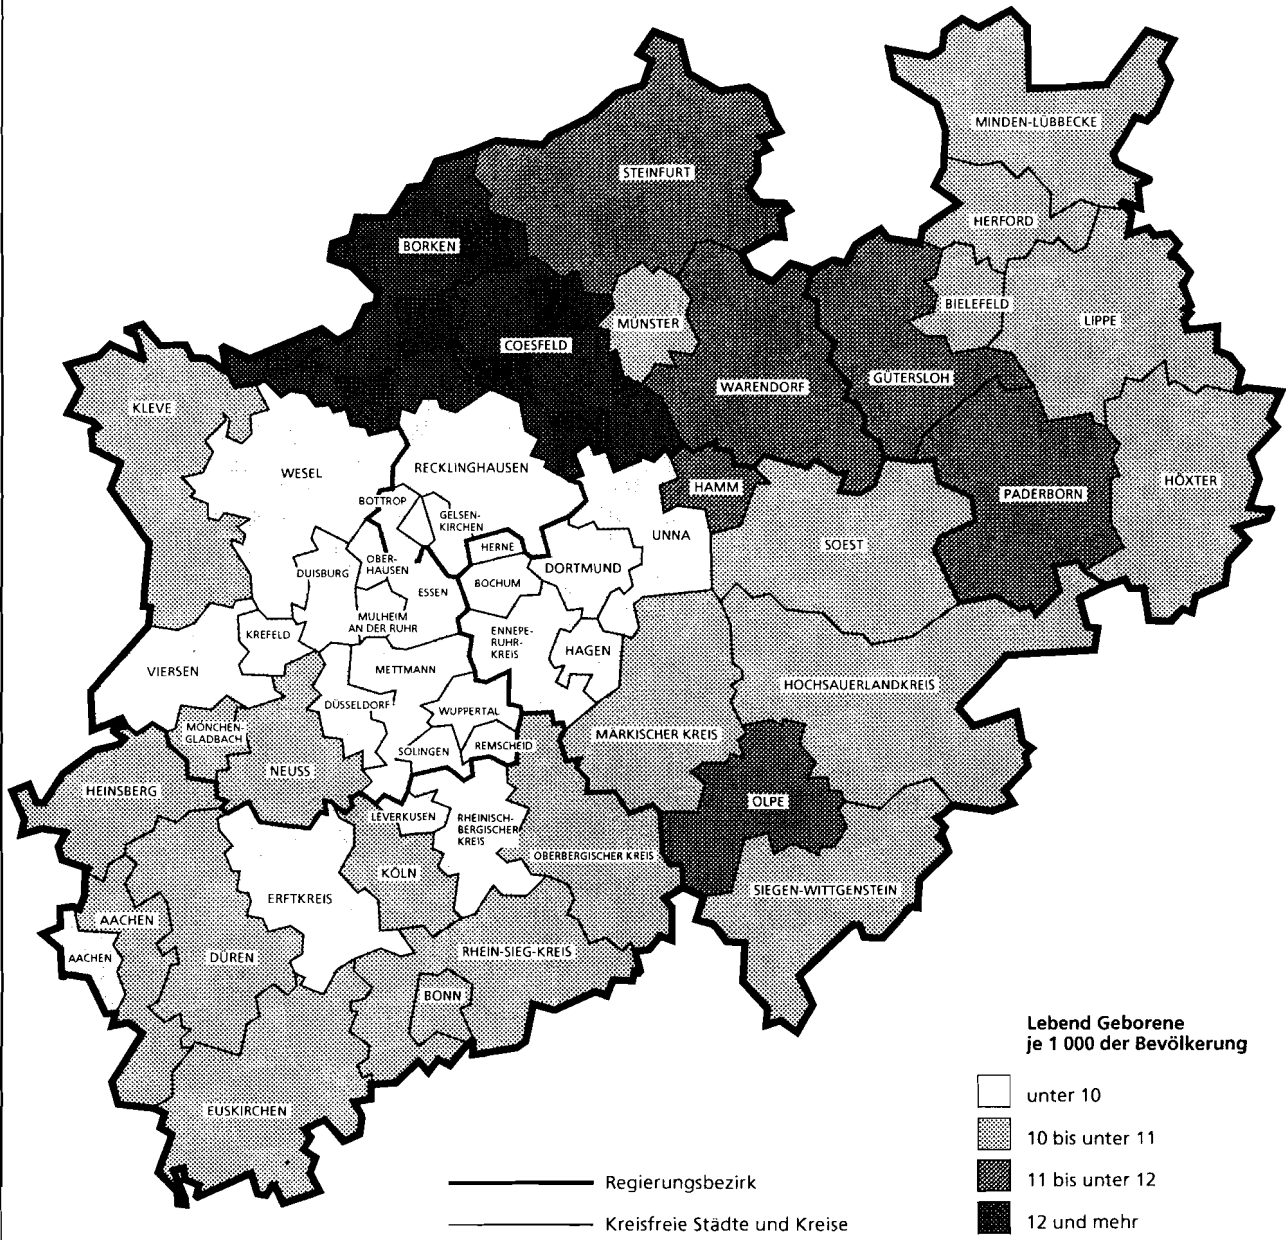 MINDEN-LÜBBECKE
STEINFURT
HERFORD
BORKEN
BIELEFELD
MÜNSTER
LIPPE
COESFELD
GÜTERSLOH
WARENDORF
KLEVE
WESEL
RECKLINGHAUSEN
HAMM
HÖXTER
PADERBORN
BOTTROP
GELSEN-
KIRCHEN
UNNA
SOEST
HERNE
OBER-
HAUSEN
DORTMUND
DUISBURG
BOCHUM
ESSEN
MÜLHEIM
AN DER RUHR
KREFELD
ENNEPE-
RUHR-
KREIS
HAGEN
VIERSEN
METTMANN
HOCHSAUERLANDKREIS
DÜSSELDORF
WUPPERTAL
MÖNCHEN-
GLADBACH
MÄRKISCHER KREIS
SOLINGEN
REMSCHEID
NEUSS
HEINSBERG
OLPE
LEVERKUSEN
RHEINISCH-
BERGISCHER
KREIS
OBERBERGISCHER KREIS
KÖLN
SIEGEN-WITTGENSTEIN
ERFTKREIS
AACHEN
RHEIN-SIEG-KREIS
AACHEN
DÜREN
BONN
EUSKIRCHEN
Lebend Geborene
je 1 000 der Bevölkerung
unter 10
10 bis unter 11
11 bis unter 12
12 und mehr
Regierungsbezirk
Kreisfreie Städte und Kreise